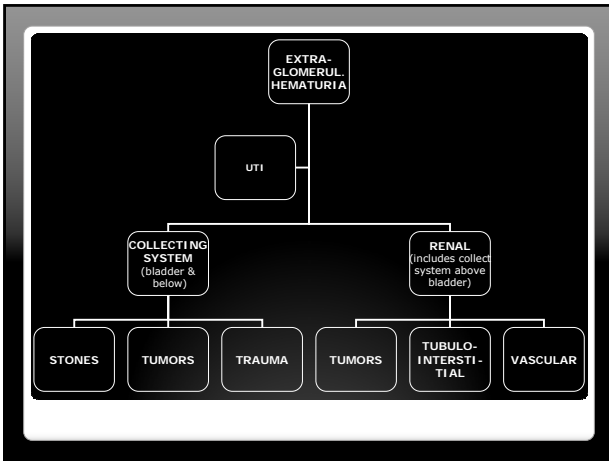 EXTRA-
GLOMERUL.
HEMATURIA
UTI
COLLECTING
SYSTEM
(bladder &
below)
RENAL
(includes collect
system above
bladder)
STONES
TUMORS
TRAUMA
TUMORS
TUBULO-
INTERSTI-
TIAL
VASCULAR